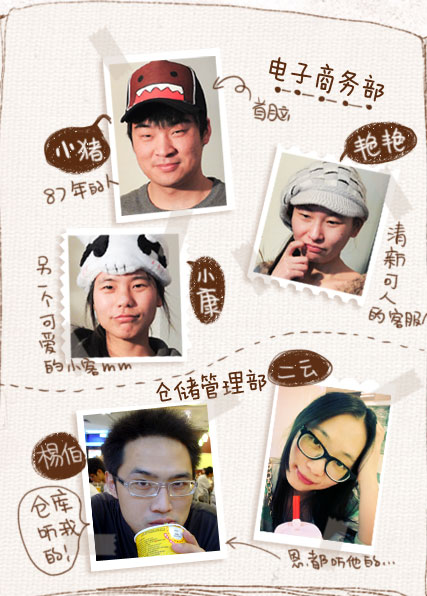 电子商务部
首脑
小猪
87年的人
艳艳
清新可人
的客服!
小康
另一个可爱
的小客mm
仓储管理部
二云
杨伯
仓库
听我
的!
恩.都听他的...